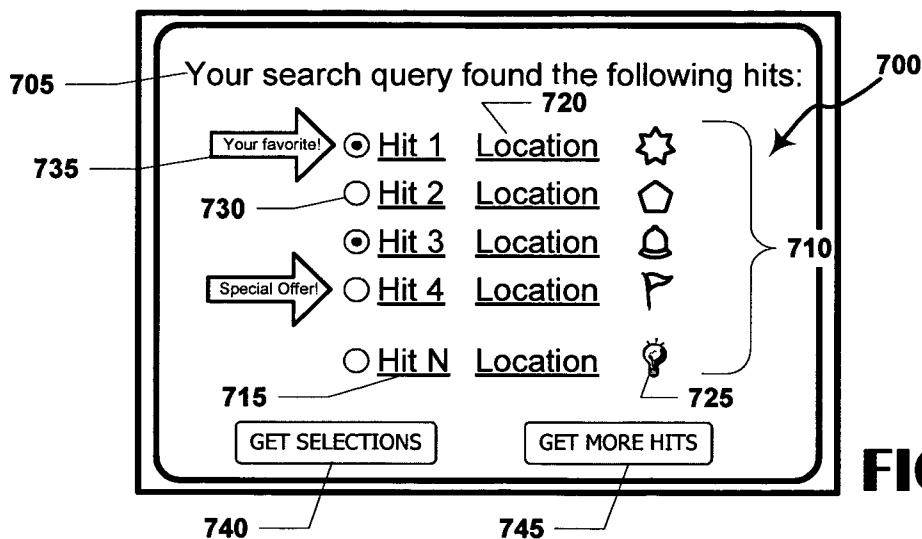 705 Your search query found the following hits: 700
720
Your favorite! Hit 1 Location
735
730 Hit 2 Location
Hit 3 Location 710
Special Offer! Hit 4 Location
Hit N Location
715 725
GET SELECTIONS GET MORE HITS
FIG
740 745